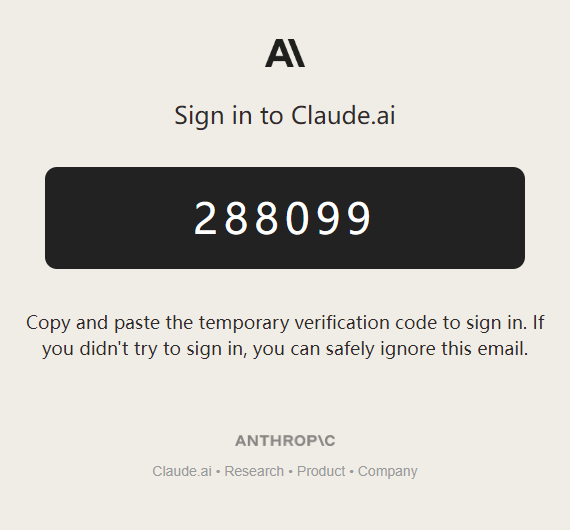 A\
Sign in to Claude.ai
288099
Copy and paste the temporary verification code to sign in. If
you didn't try to sign in, you can safely ignore this email.
ANTHROP\C
Claude.ai • Research • Product • Company